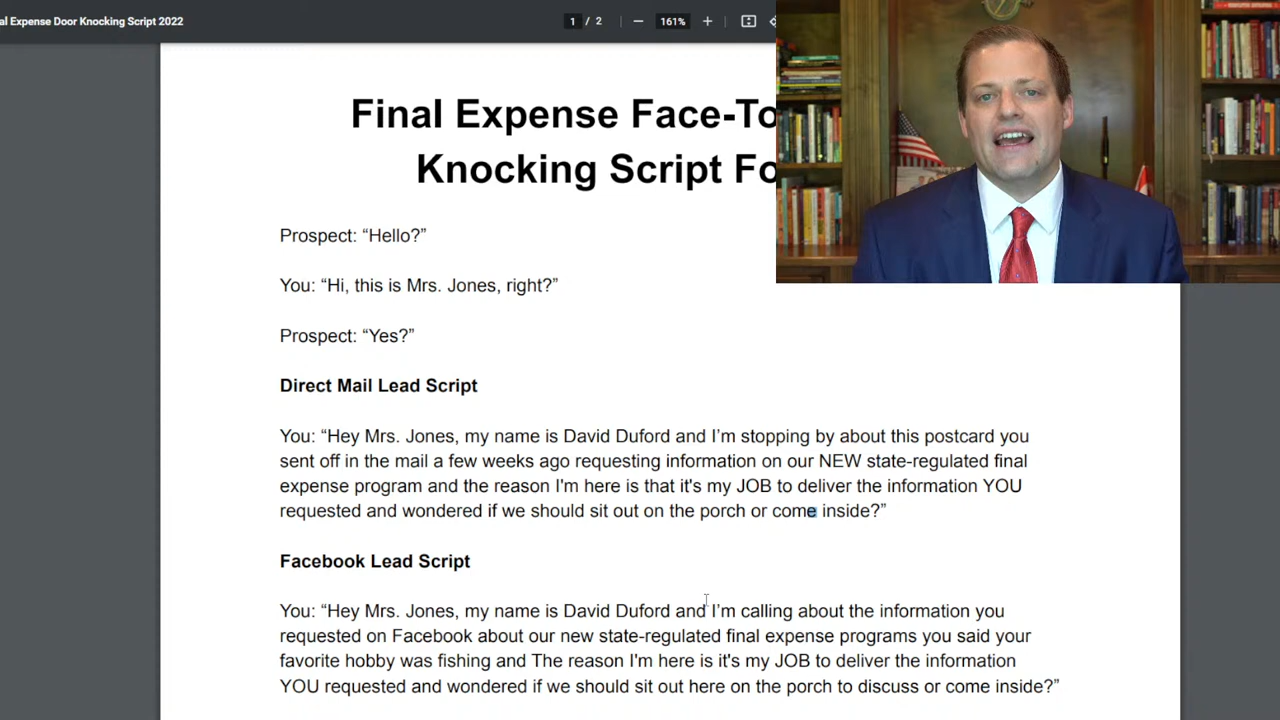 al Expense Door Knocking Script 2022
1 / 2
161%
Final Expense Face-To
Knocking Script Fo
Prospect: “Hello?”
You: “Hi, this is Mrs. Jones, right?”
Prospect: “Yes?”
Direct Mail Lead Script
You: “Hey Mrs. Jones, my name is David Duford and I’m stopping by about this postcard you
sent off in the mail a few weeks ago requesting information on our NEW state-regulated final
expense program and the reason I'm here is that it's my JOB to deliver the information YOU
requested and wondered if we should sit out on the porch or come inside?”
Facebook Lead Script
You: “Hey Mrs. Jones, my name is David Duford and I’m calling about the information you
requested on Facebook about our new state-regulated final expense programs you said your
favorite hobby was fishing and The reason I'm here is it's my JOB to deliver the information
YOU requested and wondered if we should sit out here on the porch to discuss or come inside?”